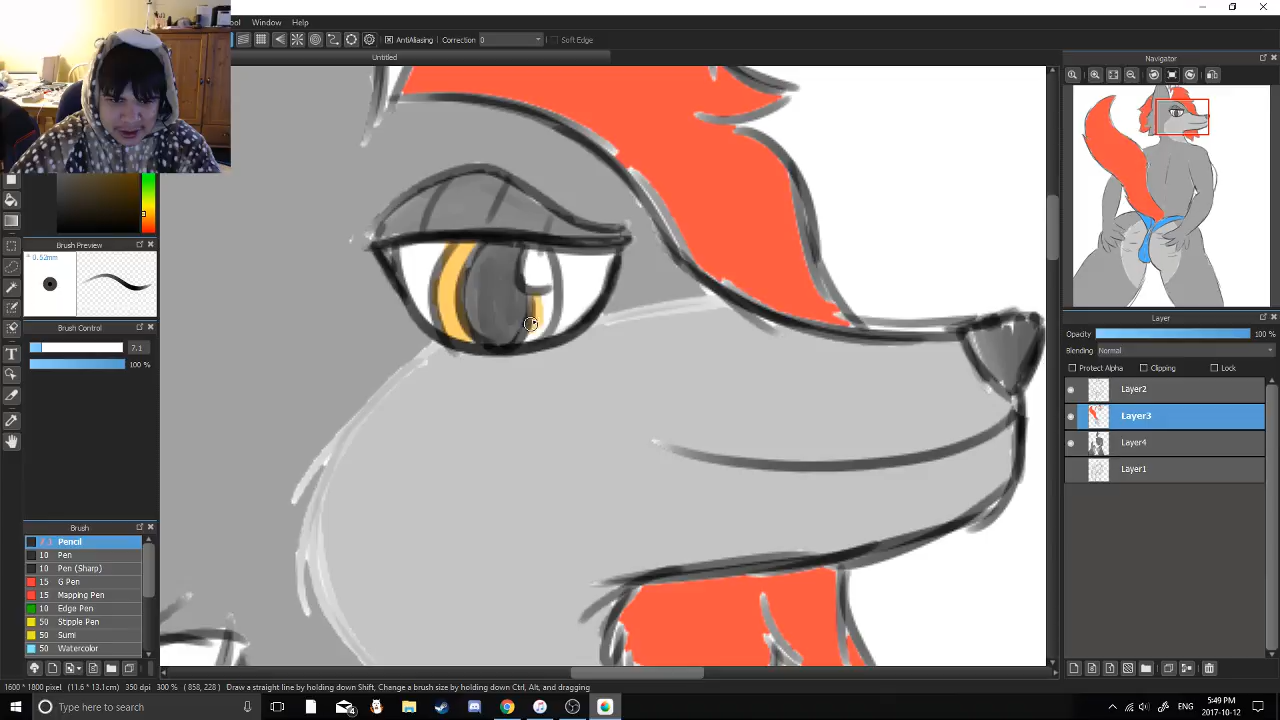 ool Window Help
AntiAliasing Correction 0 Soft Edge
Untitled
Navigator
Brush Preview
* 0.52mm
Brush Control
7.1
100 %
Brush
Pencil
10 Pen
10 Pen (Sharp)
15 G Pen
15 Mapping Pen
10 Edge Pen
50 Stipple Pen
50 Sumi
50 Watercolor
Layer
Opacity 100 %
Blending Normal
Protect Alpha Clipping Lock
Layer2
Layer3
Layer4
Layer1
1600 * 1800 pixel (11.6 * 13.1cm) 350 dpi 300 % ( 858, 228 ) Draw a straight line by holding down Shift, Change a brush size by holding down Ctrl, Alt, and dragging
Type here to search
5:49 PM
2017-10-12